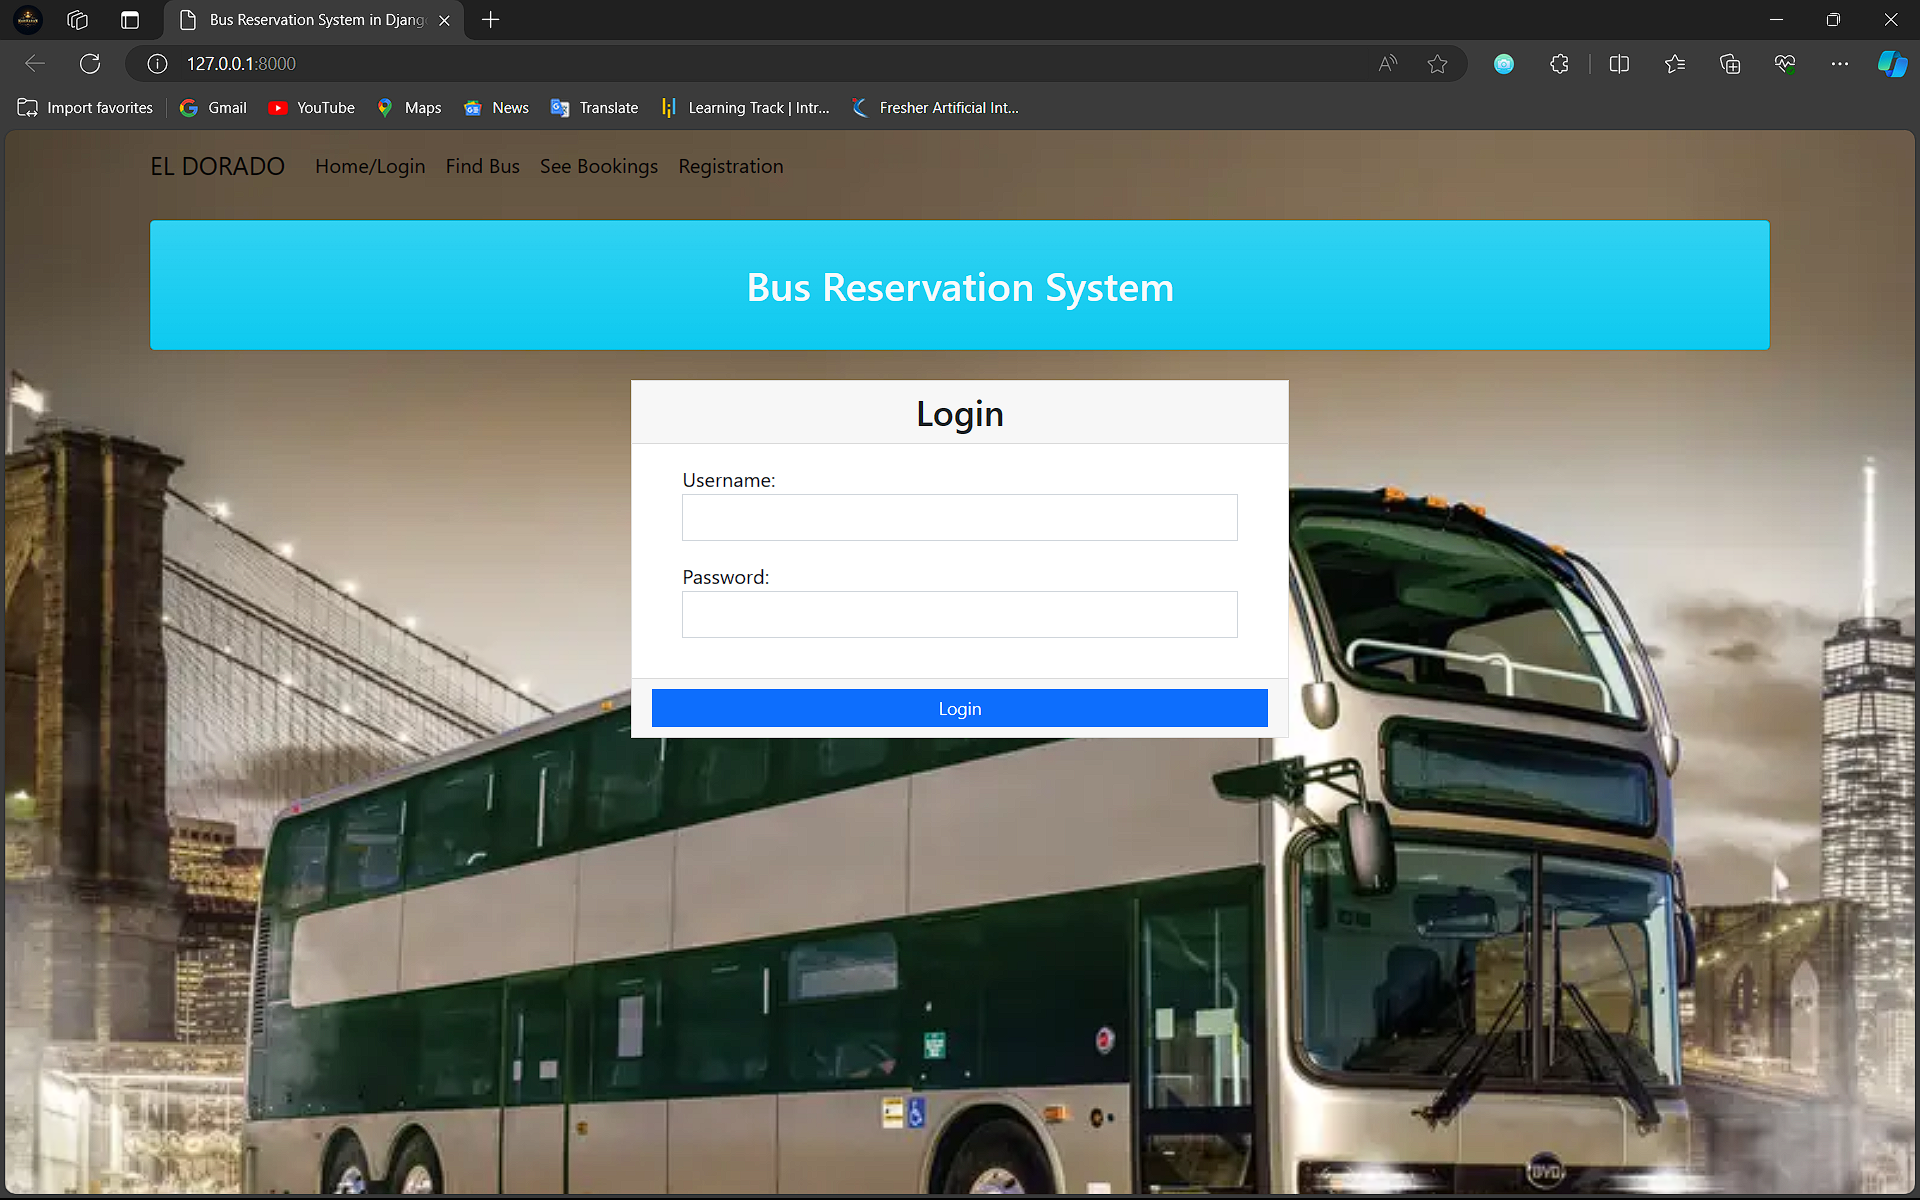 Bus Reservation System in Djang
127.0.0.1:8000
Import favorites
Gmail
YouTube
Maps
News
Translate
Learning Track | Intr...
Fresher Artificial Int...
EL DORADO
Home/Login
Find Bus
See Bookings
Registration
Bus Reservation System
Login
Username:
Password:
Login
BYD